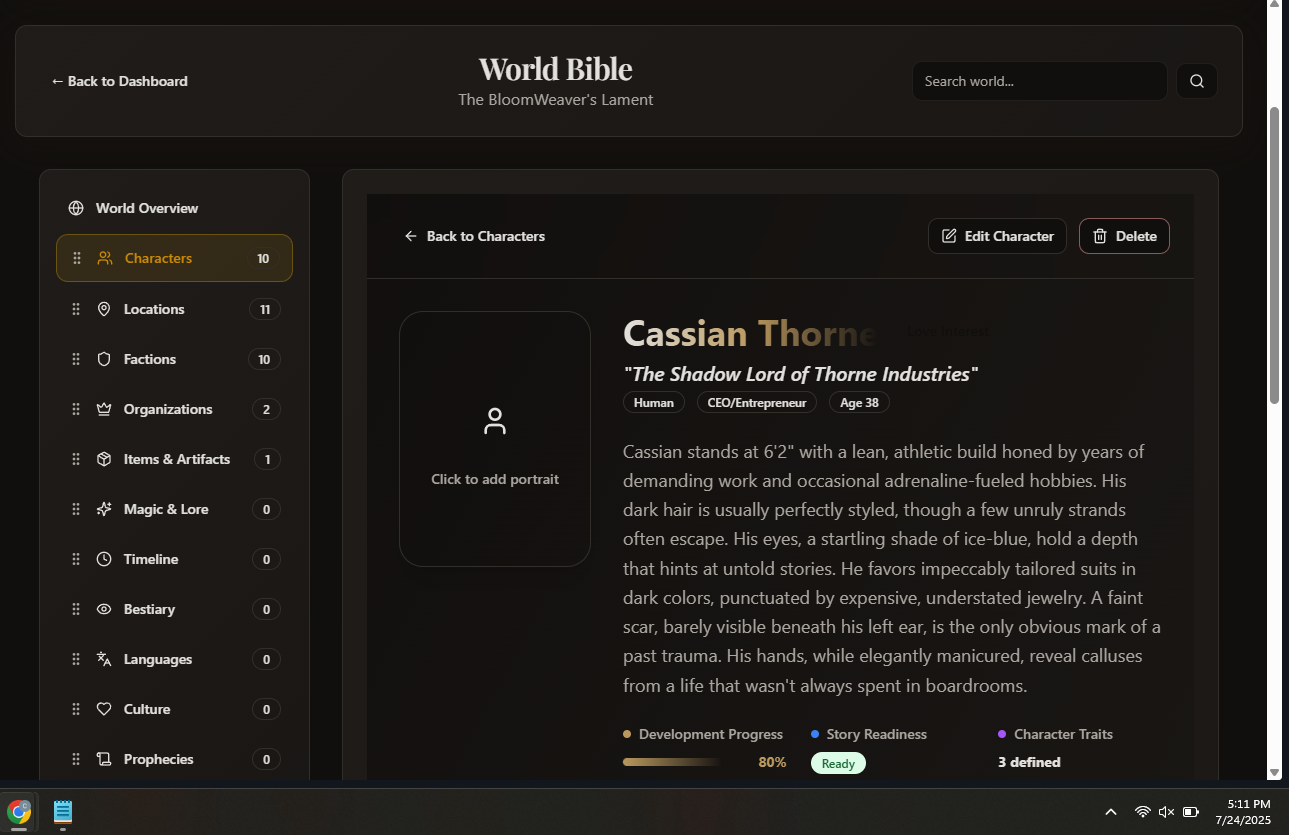 ← Back to Dashboard
World Bible
The BloomWeaver's Lament
Search world...
World Overview
Characters 10
Locations 11
Factions 10
Organizations 2
Items & Artifacts 1
Magic & Lore 0
Timeline 0
Bestiary 0
Languages 0
Culture 0
Prophecies 0
← Back to Characters
Edit Character
Delete
Click to add portrait
Cassian Thorne
Love Interest
"The Shadow Lord of Thorne Industries"
Human CEO/Entrepreneur Age 38
Cassian stands at 6'2" with a lean, athletic build honed by years of
demanding work and occasional adrenaline-fueled hobbies. His
dark hair is usually perfectly styled, though a few unruly strands
often escape. His eyes, a startling shade of ice-blue, hold a depth
that hints at untold stories. He favors impeccably tailored suits in
dark colors, punctuated by expensive, understated jewelry. A faint
scar, barely visible beneath his left ear, is the only obvious mark of a
past trauma. His hands, while elegantly manicured, reveal calluses
from a life that wasn't always spent in boardrooms.
Development Progress
80%
Story Readiness
Ready
Character Traits
3 defined
5:11 PM
7/24/2025